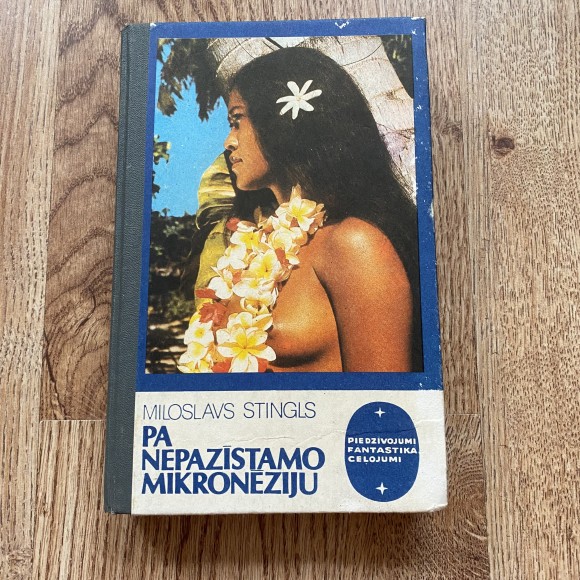 MILOSLAVS STINGLS
PA
NEPAZĪSTAMO
MIKRONĒZIJU
PIEDZĪVOJUMI
FANTASTIKA
CEĻOJUMI